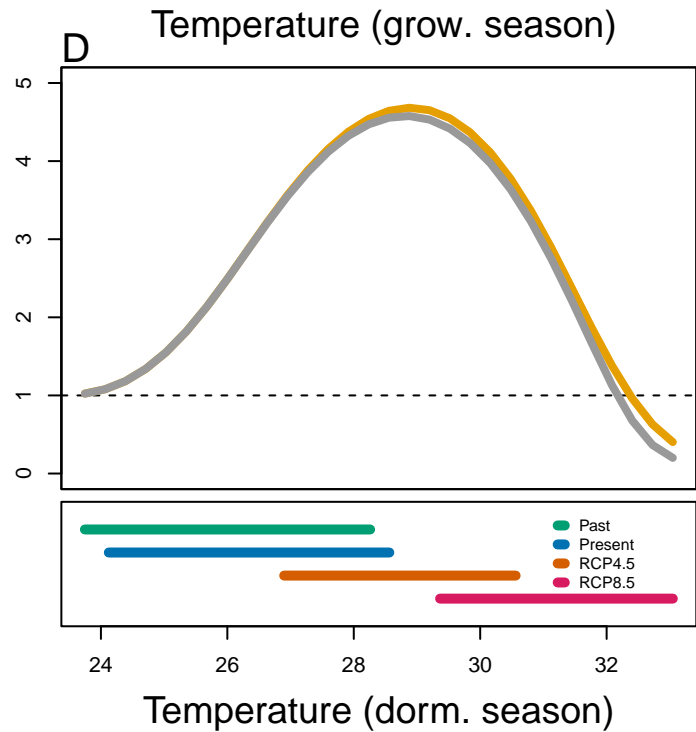 Temperature (grow. season)
D
5
4
3
2
1
0
Past
Present
RCP4.5
RCP8.5
24 26 28 30 32
Temperature (dorm. season)